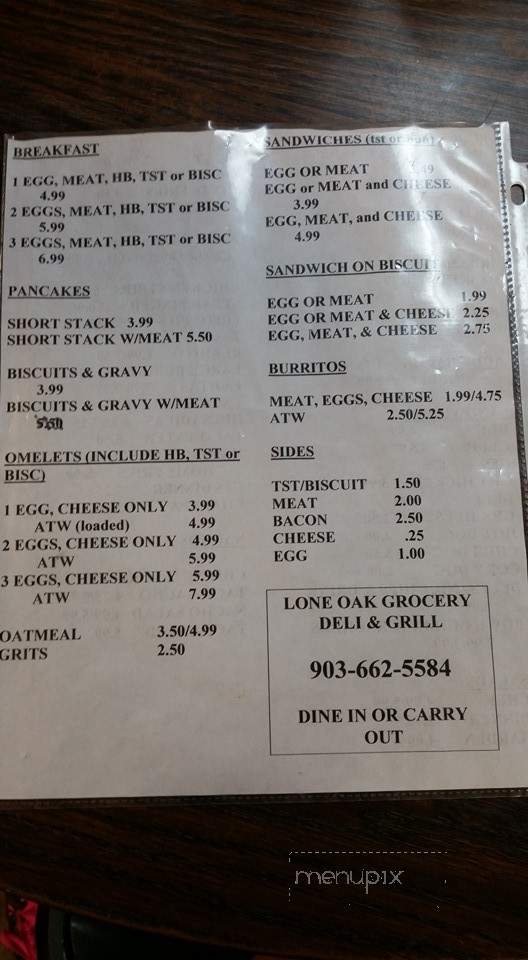 BREAKFAST
1 EGG, MEAT, HB, TST or BISC
4.99
2 EGGS, MEAT, HB, TST or BISC
5.99
3 EGGS, MEAT, HB, TST or BISC
6.99
PANCAKES
SHORT STACK 3.99
SHORT STACK W/MEAT 5.50
BISCUITS & GRAVY
3.99
BISCUITS & GRAVY W/MEAT
5.50
OMELETS (INCLUDE HB, TST or
BISC)
1 EGG, CHEESE ONLY 3.99
ATW (loaded) 4.99
2 EGGS, CHEESE ONLY 4.99
ATW 5.99
3 EGGS, CHEESE ONLY 5.99
ATW 7.99
OATMEAL 3.50/4.99
GRITS 2.50
SANDWICHES (tst or
EGG OR MEAT
EGG or MEAT and CHEESE
3.99
EGG, MEAT, and CHEESE
4.99
SANDWICH ON BISCUIT
EGG OR MEAT 1.99
EGG OR MEAT & CHEESE 2.25
EGG, MEAT, & CHEESE 2.75
BURRITOS
MEAT, EGGS, CHEESE 1.99/4.75
ATW 2.50/5.25
SIDES
TST/BISCUIT 1.50
MEAT 2.00
BACON 2.50
CHEESE .25
EGG 1.00
LONE OAK GROCERY
DELI & GRILL
903-662-5584
DINE IN OR CARRY
OUT
menupix